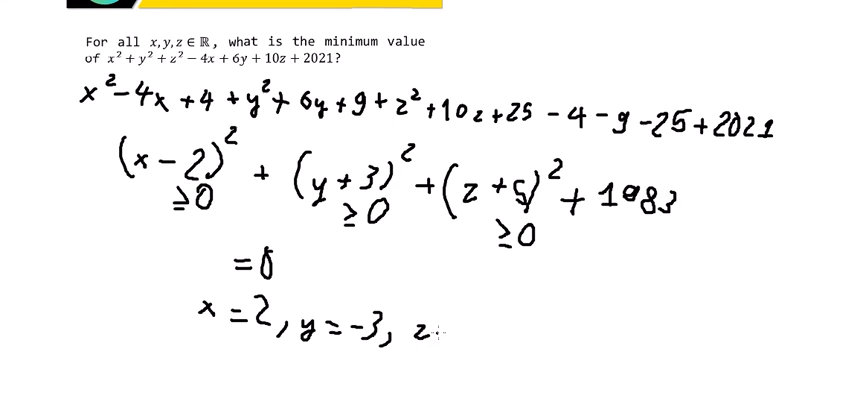 For all x, y, z ∈ ℝ, what is the minimum value
of x² + y² + z² − 4x + 6y + 10z + 2021?
x² − 4x + 4 + y² + 6y + 9 + z² + 10z + 25 − 4 − 9 − 25 + 2021
(x − 2)² + (y + 3)² + (z + 5)² + 1983
≥0 ≥0 ≥0
= 0
x = 2, y = −3, z